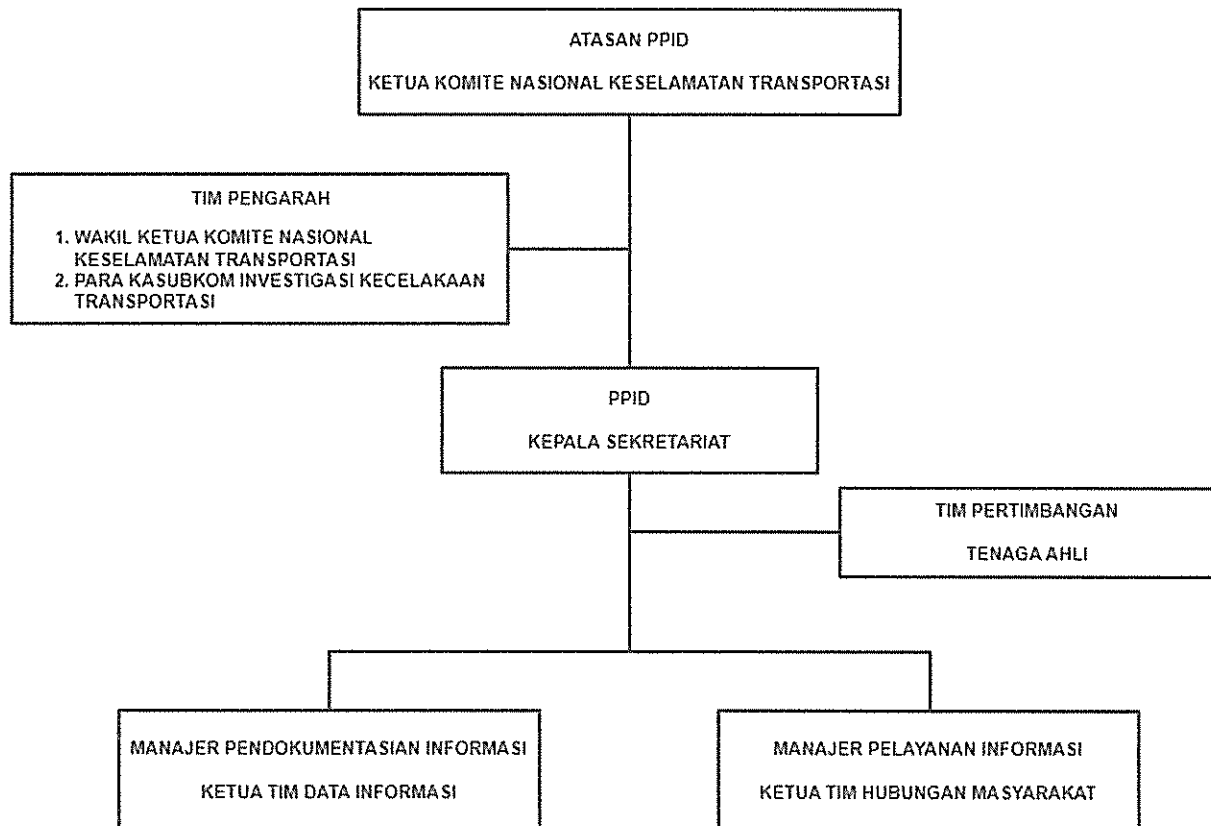 ATASAN PPID
KETUA KOMITE NASIONAL KESELAMATAN TRANSPORTASI
TIM PENGARAH
1. WAKIL KETUA KOMITE NASIONAL
KESELAMATAN TRANSPORTASI
2. PARA KASUBKOM INVESTIGASI KECELAKAAN
TRANSPORTASI
PPID
KEPALA SEKRETARIAT
TIM PERTIMBANGAN
TENAGA AHLI
MANAJER PENDOKUMENTASIAN INFORMASI
KETUA TIM DATA INFORMASI
MANAJER PELAYANAN INFORMASI
KETUA TIM HUBUNGAN MASYARAKAT